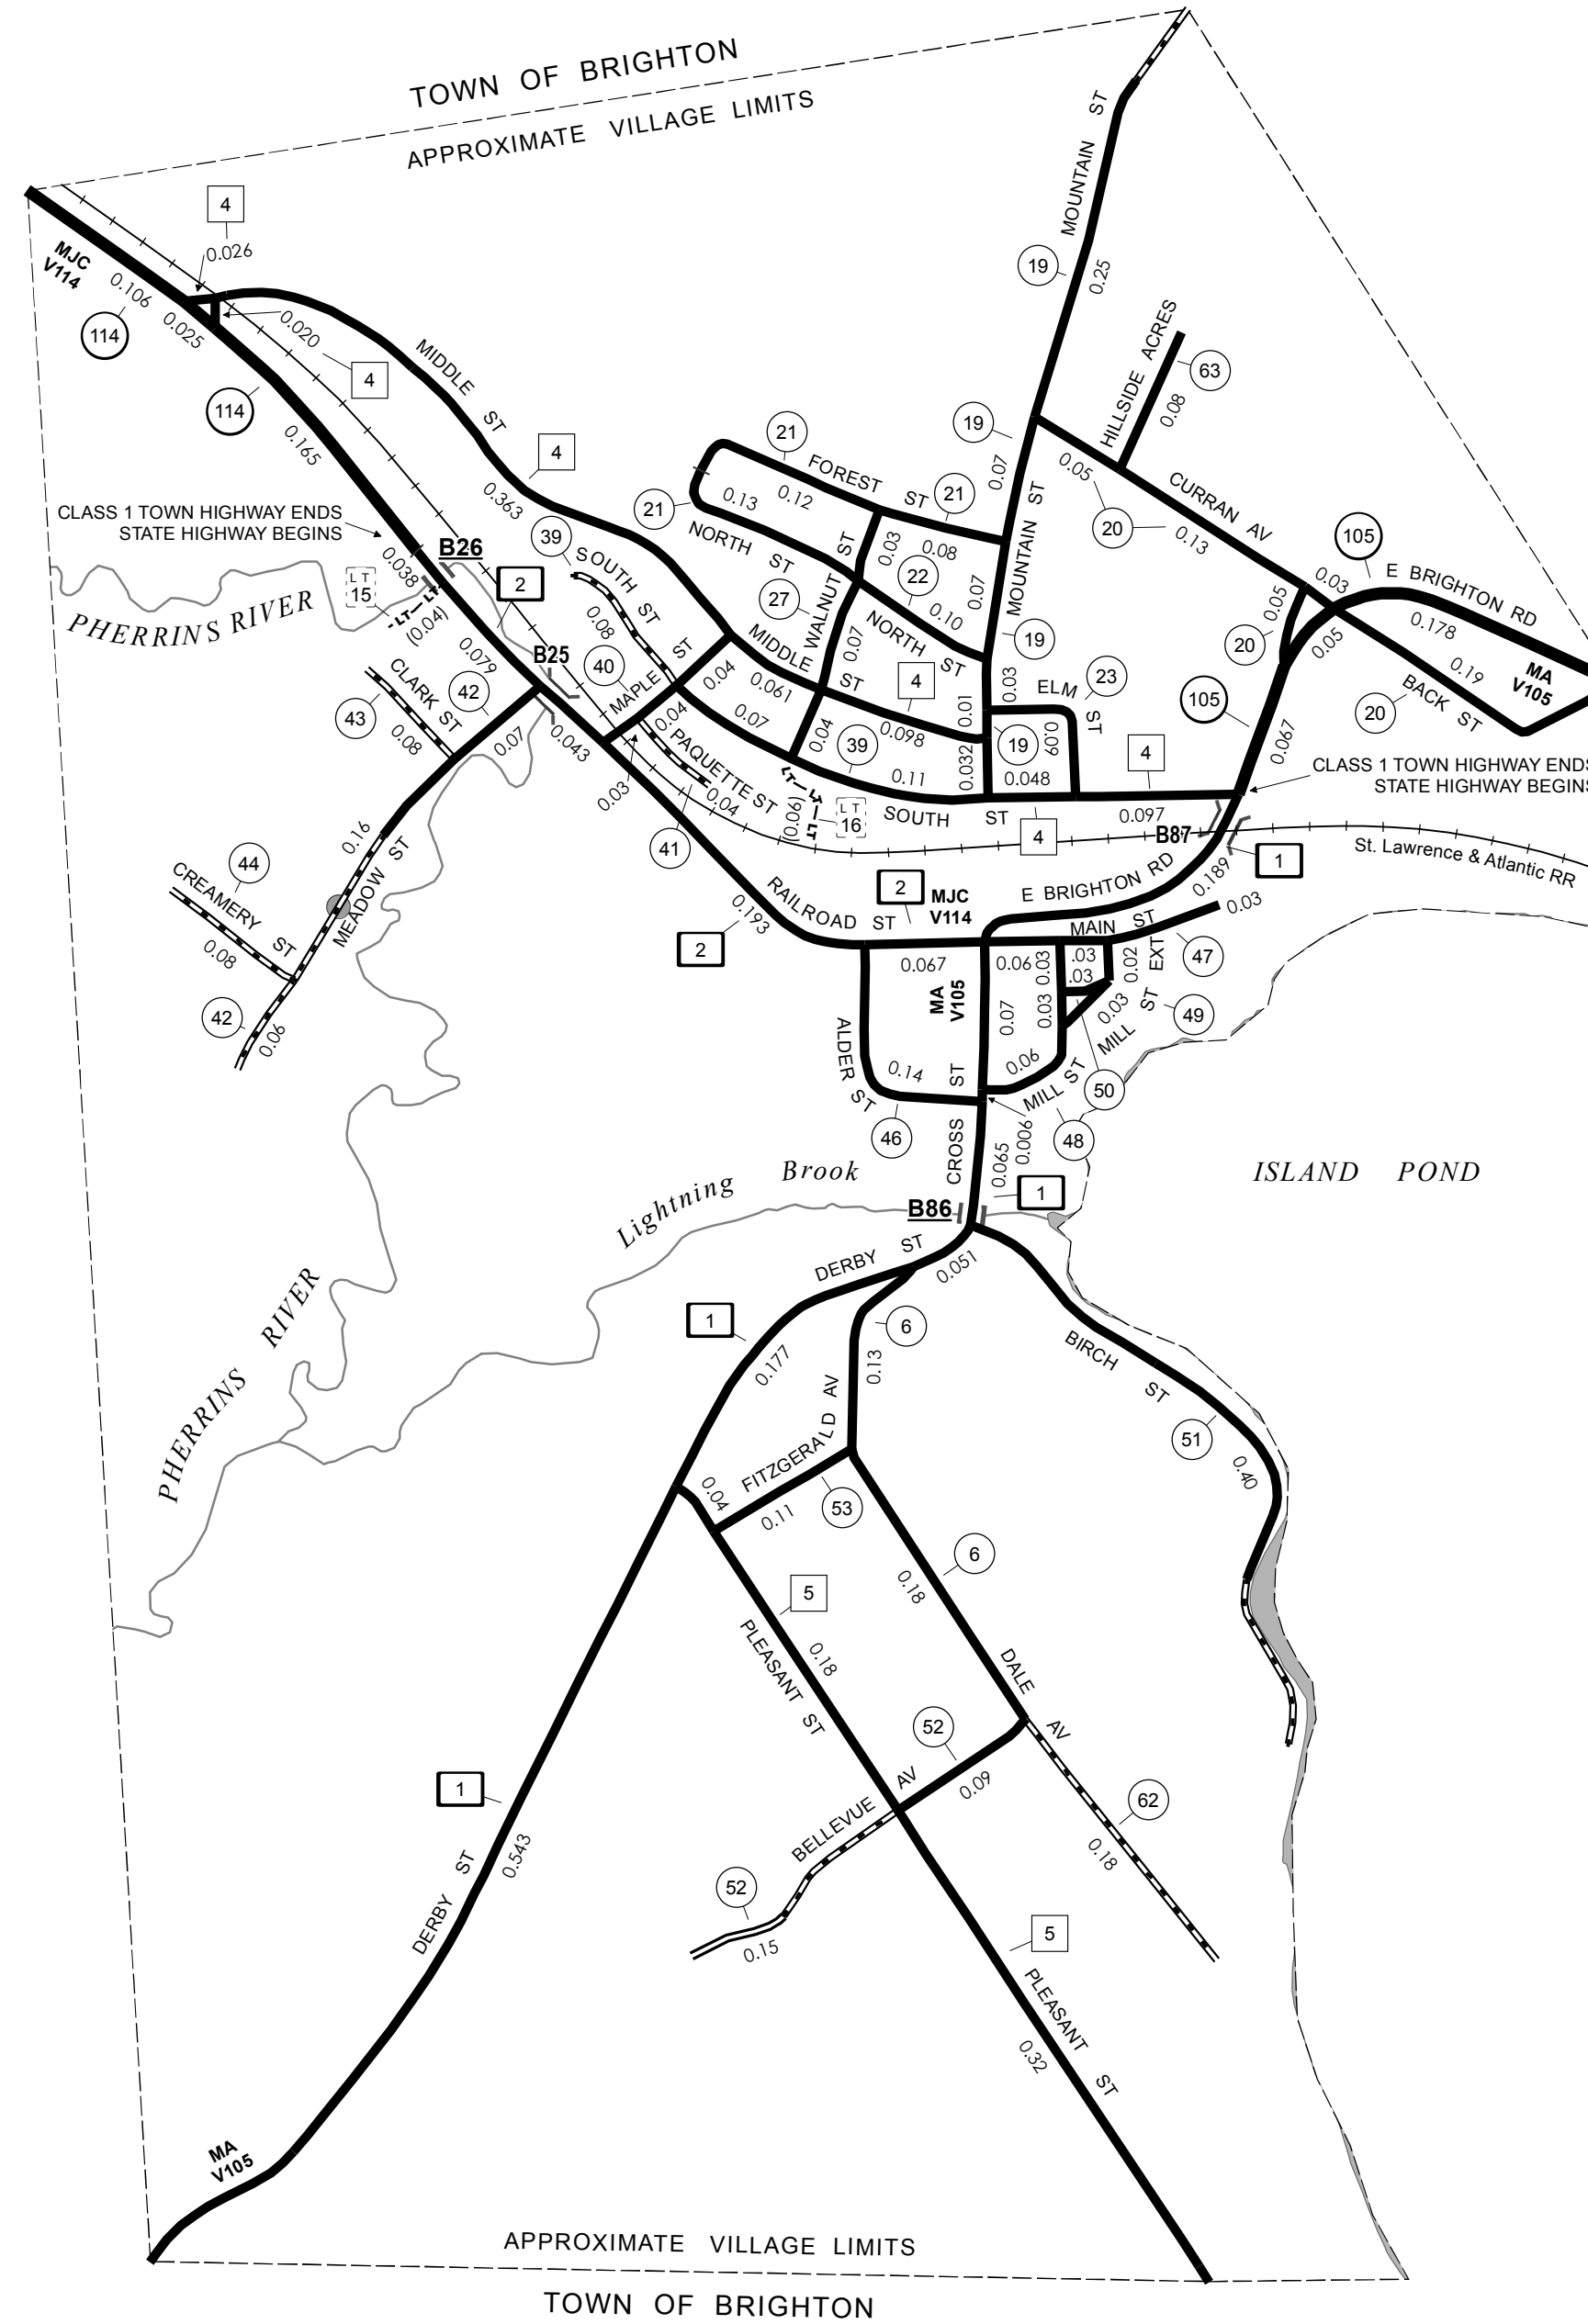 TOWN OF BRIGHTON
APPROXIMATE VILLAGE LIMITS
MOUNTAIN ST
4
0.026
MJC
V114
0.106
114
0.025
0.020
4
MIDDLE ST
19
0.25
HILLSIDE ACRES
63
0.08
114
0.165
4
0.363
21
FOREST ST
0.12
21
19
0.07
0.05
20
CURRAN AV
0.13
CLASS 1 TOWN HIGHWAY ENDS
STATE HIGHWAY BEGINS
0.038
B26
LT
15
LT LT
(0.04)
PHERRINS RIVER
39
SOUTH ST
0.08
2
21
0.13
NORTH ST
0.03
0.08
22
0.10
NORTH ST
0.07
MOUNTAIN ST
19
27
WALNUT ST
0.07
105
E BRIGHTON RD
0.03
0.178
0.05
20
0.05
0.19
BACK ST
20
MA
V105
105
0.067
0.079
B25
40
MAPLE ST
0.04
MIDDLE ST
0.061
0.07
0.04
4
0.098
0.01
0.03
ELM ST
23
0.09
19
0.032
0.048
4
0.097
CLARK ST
43
0.08
42
0.07
0.043
0.03
0.04
PAQUETTE ST
0.04
41
LT LT LT
(0.06)
LT
16
39
0.11
SOUTH ST
4
CLASS 1 TOWN HIGHWAY ENDS
STATE HIGHWAY BEGINS
B87
1
St. Lawrence & Atlantic RR
0.189
E BRIGHTON RD
0.16
MEADOW ST
44
CREAMERY ST
0.08
42
0.06
RAILROAD ST
0.193
2
2
MJC
V114
0.067
MAIN ST
0.03
47
0.06
0.03
.03
.03
0.02
EXT
MA
V105
0.07
0.03
0.03
MILL ST
49
50
ALDER ST
0.14
46
0.06
MILL ST
48
CROSS ST
0.006
0.065
1
ISLAND POND
Lightning Brook
B86
DERBY ST
0.051
1
0.177
6
0.13
BIRCH ST
51
0.40
PHERRINS RIVER
FITZGERALD AV
0.04
0.11
53
6
0.18
5
PLEASANT ST
0.18
DALE AV
52
0.09
BELLEVUE AV
62
0.18
1
0.543
DERBY ST
52
0.15
5
PLEASANT ST
0.32
MA
V105
APPROXIMATE VILLAGE LIMITS
TOWN OF BRIGHTON